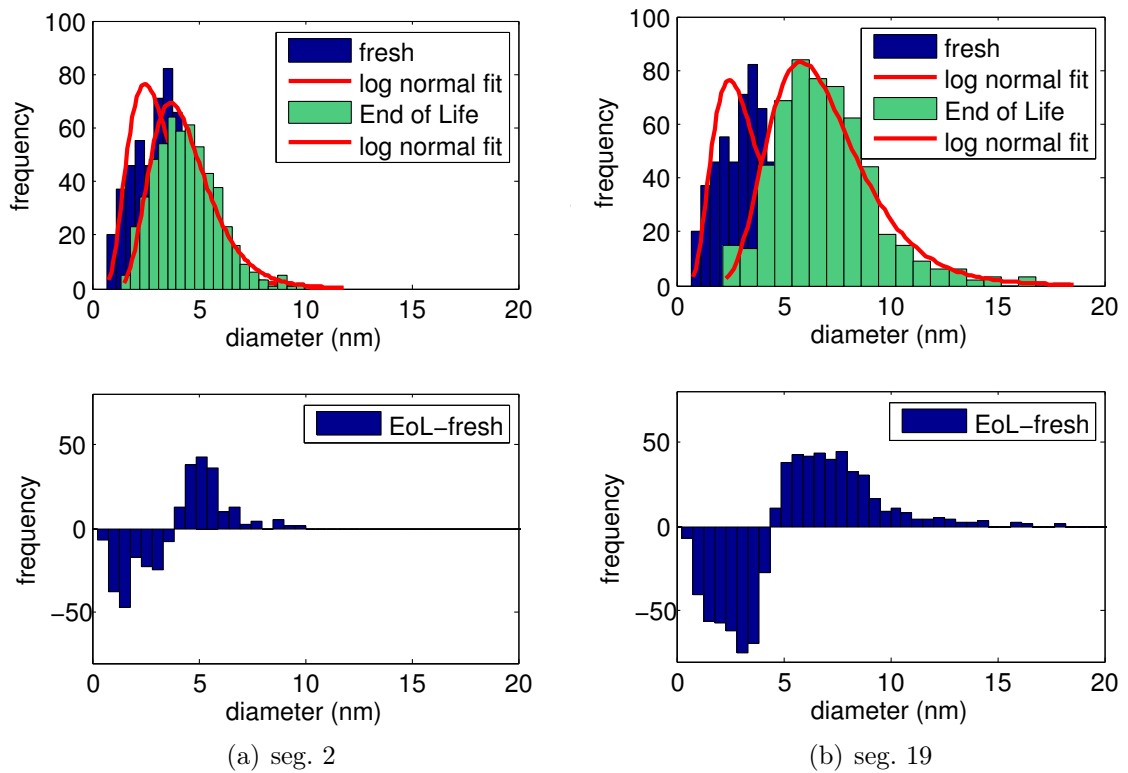 100
80
60
40
20
0
frequency
fresh
log normal fit
End of Life
log normal fit
0 5 10 15 20
diameter (nm)
100
80
60
40
20
0
frequency
fresh
log normal fit
End of Life
log normal fit
0 5 10 15 20
diameter (nm)
50
0
−50
frequency
EoL−fresh
0 5 10 15 20
diameter (nm)
(a) seg. 2
50
0
−50
frequency
EoL−fresh
0 5 10 15 20
diameter (nm)
(b) seg. 19